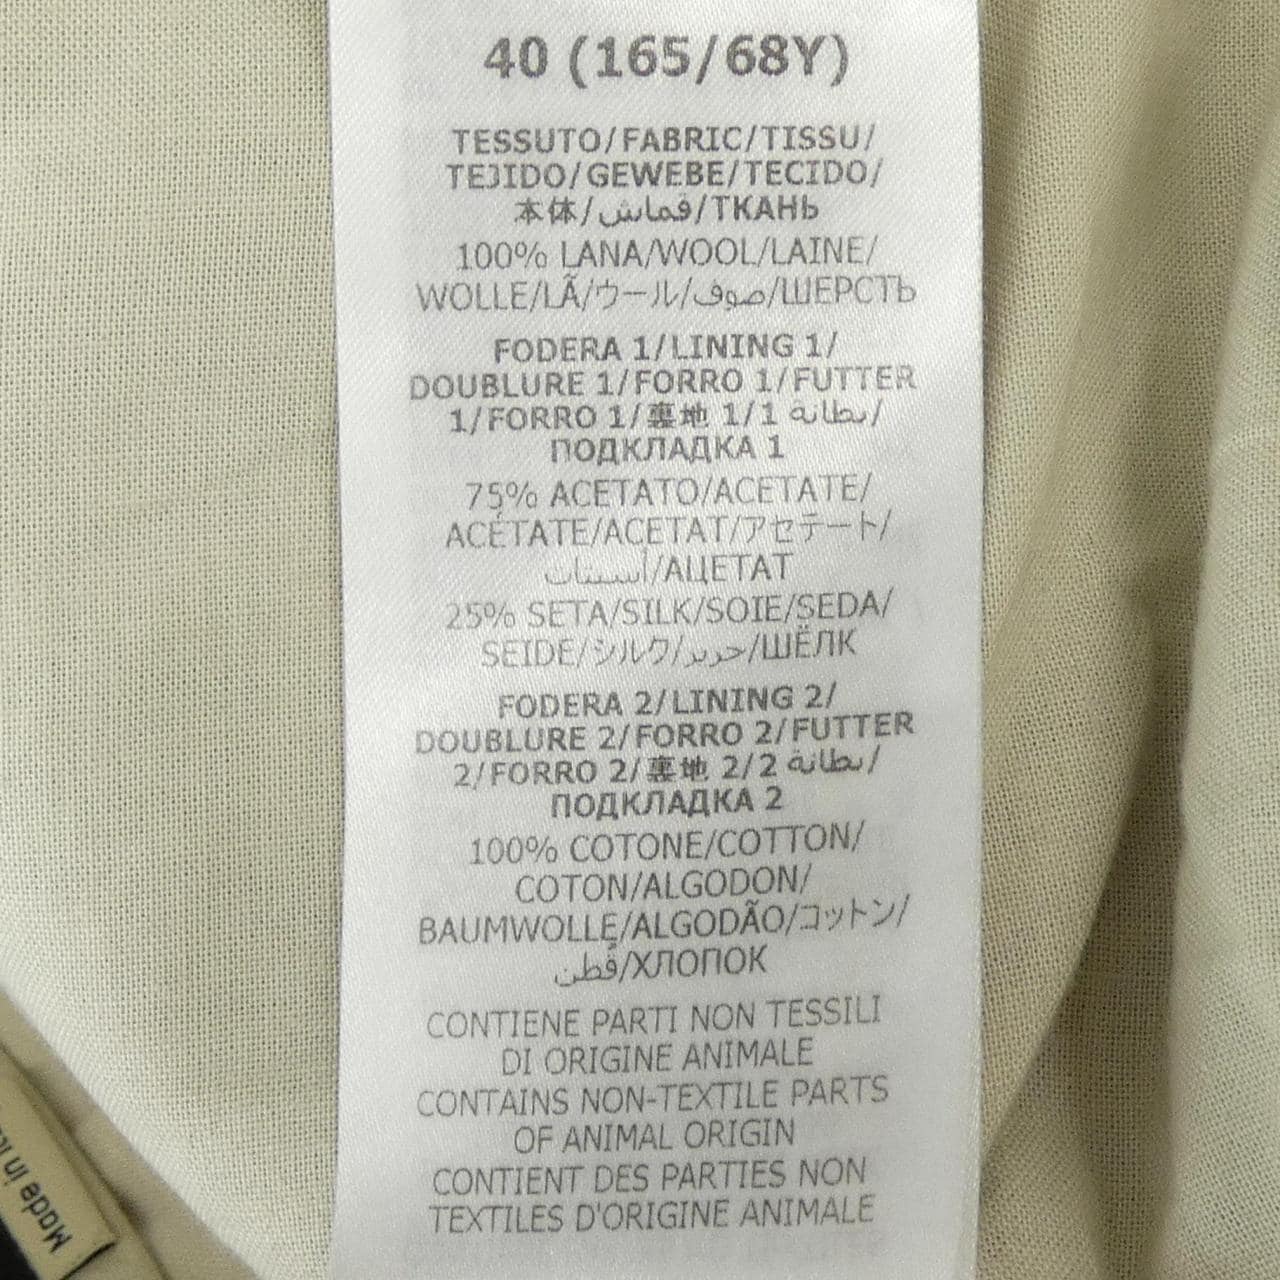 40 (165/68Y)
TESSUTO/FABRIC/TISSU/
TEJIDO/GEWEBE/TECIDO/
本体/قماش/ТКАНЬ
100% LANA/WOOL/LAINE/
WOLLE/LÃ/ウール/صوف/ШЕРСТЬ
FODERA 1/LINING 1/
DOUBLURE 1/FORRO 1/FUTTER
1/FORRO 1/裏地 1/1 بطانة/
ПОДКЛАДКА 1
75% ACETATO/ACETATE/
ACÉTATE/ACETAT/アセテート/
أسيتات/АЦЕТАТ
25% SETA/SILK/SOIE/SEDA/
SEIDE/シルク/حرير/ШЁЛК
FODERA 2/LINING 2/
DOUBLURE 2/FORRO 2/FUTTER
2/FORRO 2/裏地 2/2 بطانة/
ПОДКЛАДКА 2
100% COTONE/COTTON/
COTON/ALGODON/
BAUMWOLLE/ALGODÃO/コットン/
قُطن/ХЛОПОК
CONTIENE PARTI NON TESSILI
DI ORIGINE ANIMALE
CONTAINS NON-TEXTILE PARTS
OF ANIMAL ORIGIN
CONTIENT DES PARTIES NON
TEXTILES D'ORIGINE ANIMALE
Made in